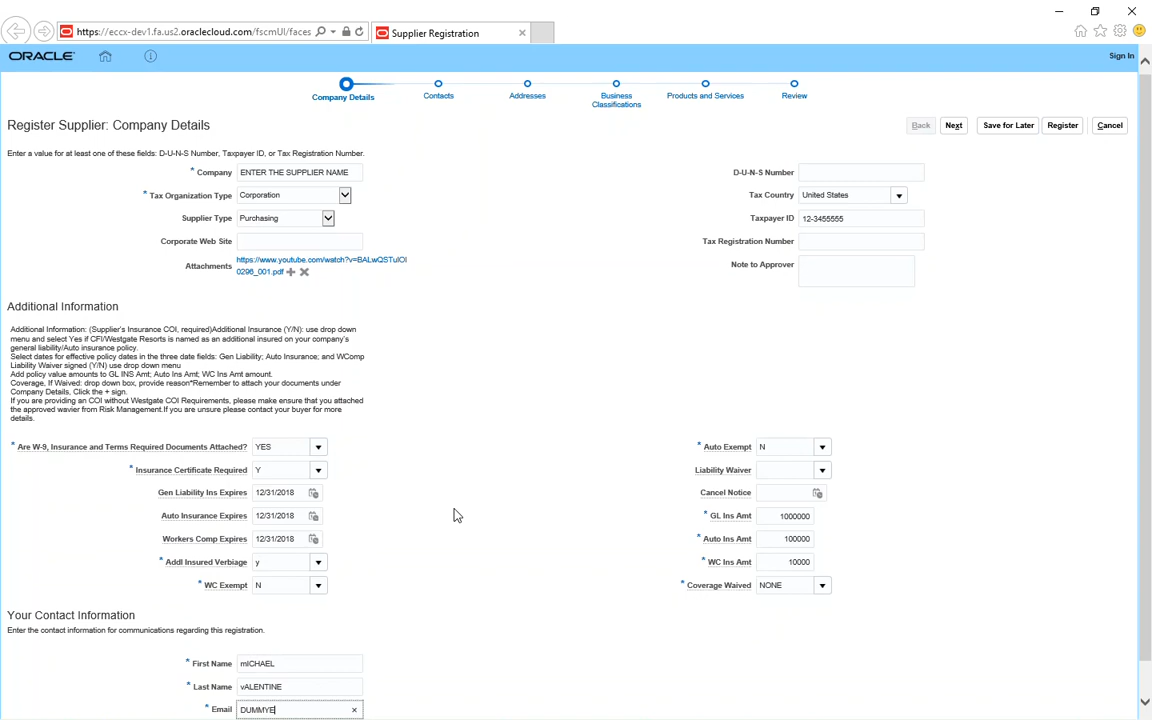 https://eccx-dev1.fa.us2.oraclecloud.com/fscmUI/faces
Supplier Registration
ORACLE
Sign In
Company Details
Contacts
Addresses
Business Classifications
Products and Services
Review
Register Supplier: Company Details
Back
Next
Save for Later
Register
Cancel
Enter a value for at least one of these fields: D-U-N-S Number, Taxpayer ID, or Tax Registration Number.
* Company ENTER THE SUPPLIER NAME
D-U-N-S Number
* Tax Organization Type Corporation
Tax Country United States
Supplier Type Purchasing
Taxpayer ID 12-3455555
Corporate Web Site
Tax Registration Number
Attachments
https://www.youtube.com/watch?v=BALwQSTulOI
0296_001.pdf
Note to Approver
Additional Information
Additional Information: (Supplier's Insurance COI, required)Additional Insurance (Y/N): use drop down
menu and select Yes if CFI/Westgate Resorts is named as an additional insured on your company's
general liability/Auto insurance policy.
Select dates for effective policy dates in the three date fields: Gen Liability; Auto Insurance; and WComp
Liability Waiver signed (Y/N) use drop down menu
Add policy value amounts to GL INS Amt; Auto Ins Amt; WC Ins Amt amount.
Coverage, If Waived: drop down box, provide reason*Remember to attach your documents under
Company Details. Click the + sign.
If you are providing an COI without Westgate COI Requirements, please make ensure that you attached
the approved wavier from Risk Management.If you are unsure please contact your buyer for more
details.
* Are W-9, Insurance and Terms Required Documents Attached? YES
* Auto Exempt N
* Insurance Certificate Required Y
Liability Waiver
Gen Liability Ins Expires 12/31/2018
Cancel Notice
Auto Insurance Expires 12/31/2018
* GL Ins Amt 1000000
Workers Comp Expires 12/31/2018
* Auto Ins Amt 100000
* Addl Insured Verbiage y
* WC Ins Amt 10000
* WC Exempt N
* Coverage Waived NONE
Your Contact Information
Enter the contact information for communications regarding this registration.
* First Name mICHAEL
* Last Name vALENTINE
* Email DUMMYE